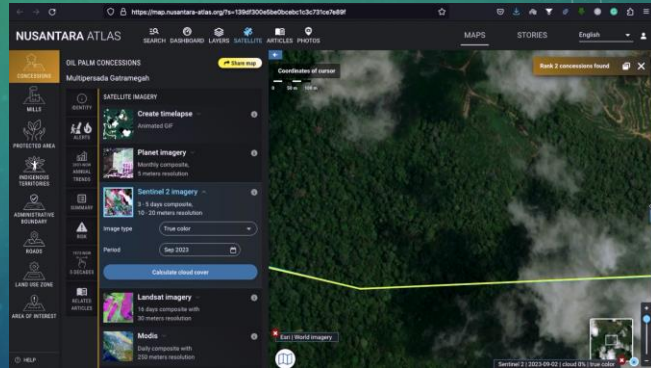 https://map.nusantara-atlas.org/?s=139df300e5be0bcebc1c3c731ce7e89f
NUSANTARA ATLAS
SEARCH DASHBOARD LAYERS SATELLITE ARTICLES PHOTOS
MAPS
STORIES
English
CONCESSIONS
MILLS
PROTECTED AREA
INDIGENOUS TERRITORIES
ADMINISTRATIVE BOUNDARY
ROADS
LAND USE ZONE
AREA OF INTEREST
HELP
OIL PALM CONCESSIONS
Share map
Multipersada Gatramegah
IDENTITY
ALERTS
ANNUAL TRENDS
SUMMARY
RISK
5 DECADES
RELATED ARTICLES
SATELLITE IMAGERY
Create timelapse
Animated GIF
Planet imagery
Monthly composite,
5 meters resolution
Sentinel 2 imagery
3 - 5 days composite,
10 - 20 meters resolution
Image type
True color
Period
Sep 2023
Calculate cloud cover
Landsat imagery
16 days composite with
30 meters resolution
Modis
Daily composite with
250 meters resolution
Coordinates of cursor
0 50 m 100 m
Rank 2 concessions found
Esri | World Imagery
Sentinel 2 | 2023-09-02 | cloud 0% | true color